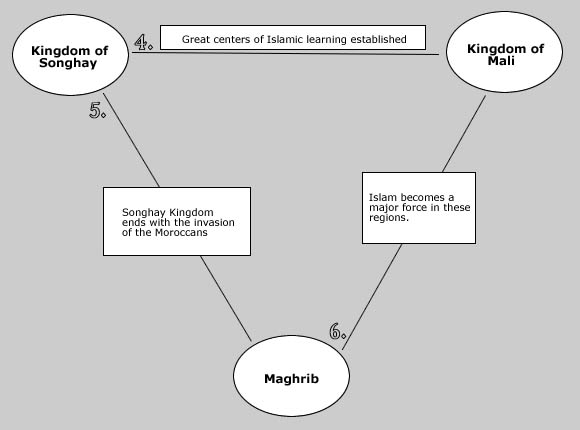 Kingdom of
Songhay
4.
Great centers of Islamic learning established
Kingdom of
Mali
5.
Songhay Kingdom
ends with the invasion
of the Moroccans
Islam becomes a
major force in these
regions.
6.
Maghrib